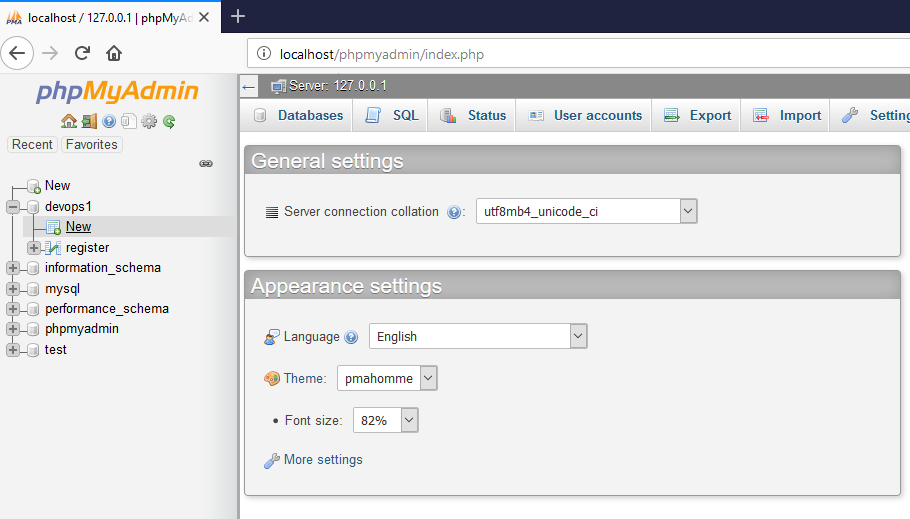 localhost / 127.0.0.1 | phpMyAd
localhost/phpmyadmin/index.php
phpMyAdmin
Recent Favorites
New
devops1
New
register
information_schema
mysql
performance_schema
phpmyadmin
test
Server: 127.0.0.1
Databases SQL Status User accounts Export Import Setting
General settings
Server connection collation : utf8mb4_unicode_ci
Appearance settings
Language English
Theme: pmahomme
Font size: 82%
More settings